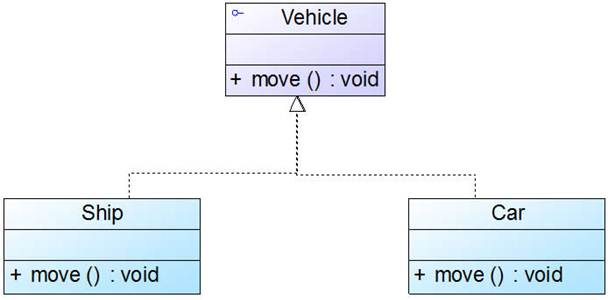 Vehicle
+ move () : void
Ship
+ move () : void
Car
+ move () : void